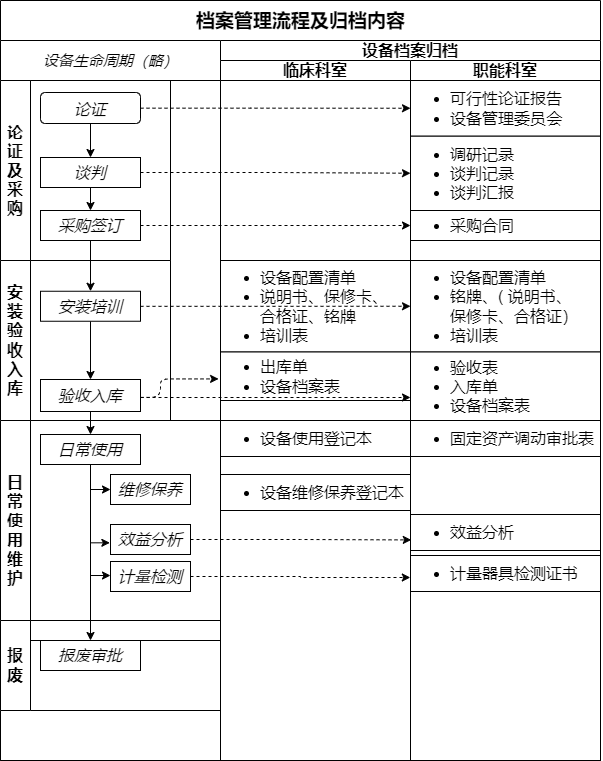 档案管理流程及归档内容
设备生命周期（略）
设备档案归档
临床科室
职能科室
论证及采购
论证
• 可行性论证报告
• 设备管理委员会
谈判
• 调研记录
• 谈判记录
• 谈判汇报
采购签订
• 采购合同
安装验收入库
安装培训
• 设备配置清单
• 说明书、保修卡、
合格证、铭牌
• 培训表
• 设备配置清单
• 铭牌、（说明书、
保修卡、合格证）
• 培训表
验收入库
• 出库单
• 设备档案表
• 验收表
• 入库单
• 设备档案表
日常使用维护
日常使用
• 设备使用登记本
• 固定资产调动审批表
维修保养
• 设备维修保养登记本
效益分析
• 效益分析
计量检测
• 计量器具检测证书
报废
报废审批